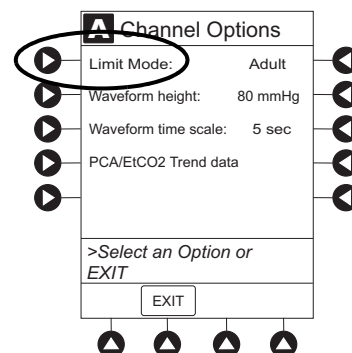 A Channel Options
Limit Mode: Adult
Waveform height: 80 mmHg
Waveform time scale: 5 sec
PCA/EtCO2 Trend data
>Select an Option or
EXIT
EXIT